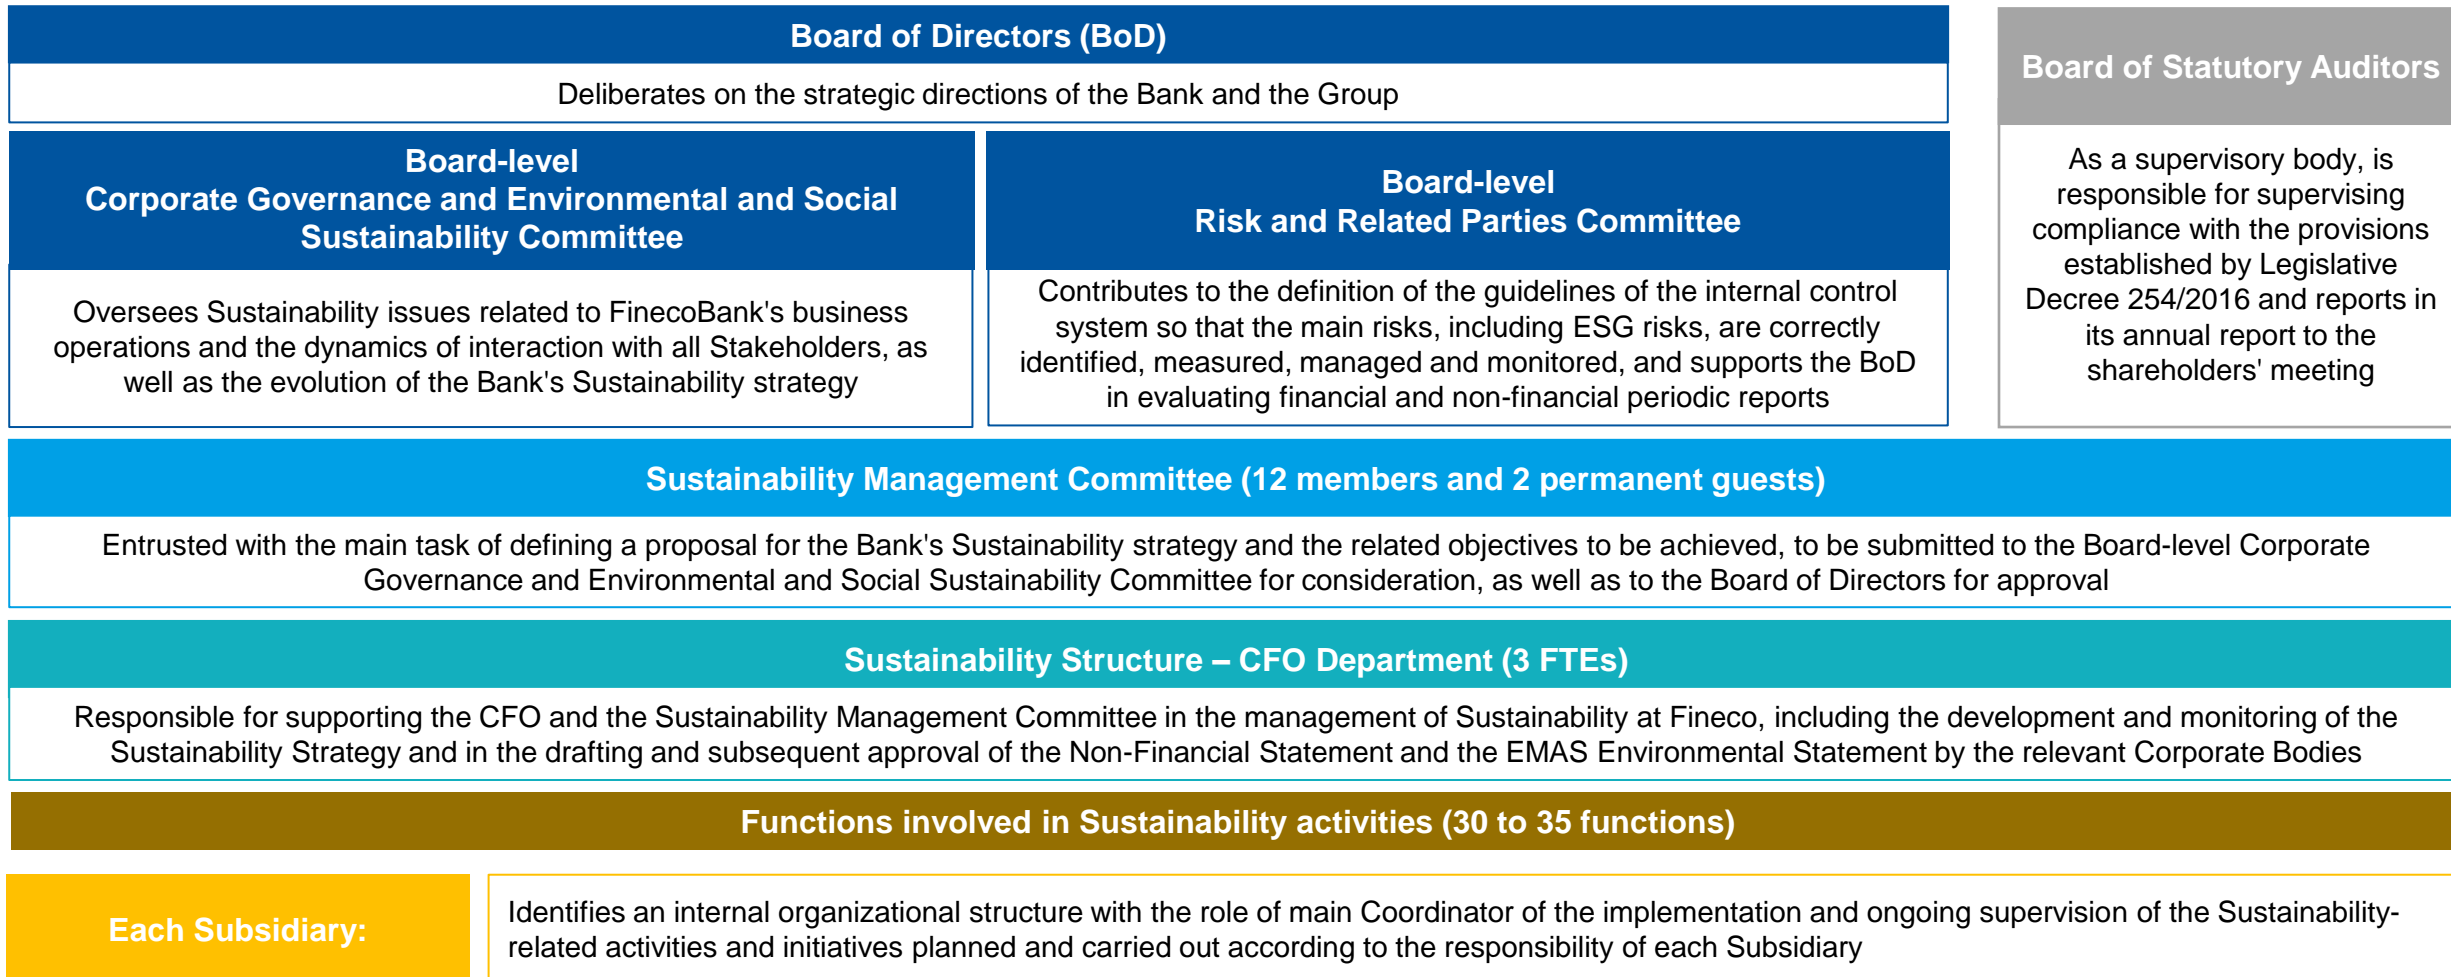 Board of Directors (BoD)
Deliberates on the strategic directions of the Bank and the Group
Board-level
Corporate Governance and Environmental and Social
Sustainability Committee
Oversees Sustainability issues related to FinecoBank's business
operations and the dynamics of interaction with all Stakeholders, as
well as the evolution of the Bank's Sustainability strategy
Board-level
Risk and Related Parties Committee
Contributes to the definition of the guidelines of the internal control
system so that the main risks, including ESG risks, are correctly
identified, measured, managed and monitored, and supports the BoD
in evaluating financial and non-financial periodic reports
Board of Statutory Auditors
As a supervisory body, is
responsible for supervising
compliance with the provisions
established by Legislative
Decree 254/2016 and reports in
its annual report to the
shareholders' meeting
Sustainability Management Committee (12 members and 2 permanent guests)
Entrusted with the main task of defining a proposal for the Bank's Sustainability strategy and the related objectives to be achieved, to be submitted to the Board-level Corporate
Governance and Environmental and Social Sustainability Committee for consideration, as well as to the Board of Directors for approval
Sustainability Structure – CFO Department (3 FTEs)
Responsible for supporting the CFO and the Sustainability Management Committee in the management of Sustainability at Fineco, including the development and monitoring of the
Sustainability Strategy and in the drafting and subsequent approval of the Non-Financial Statement and the EMAS Environmental Statement by the relevant Corporate Bodies
Functions involved in Sustainability activities (30 to 35 functions)
Each Subsidiary:
Identifies an internal organizational structure with the role of main Coordinator of the implementation and ongoing supervision of the Sustainability-
related activities and initiatives planned and carried out according to the responsibility of each Subsidiary